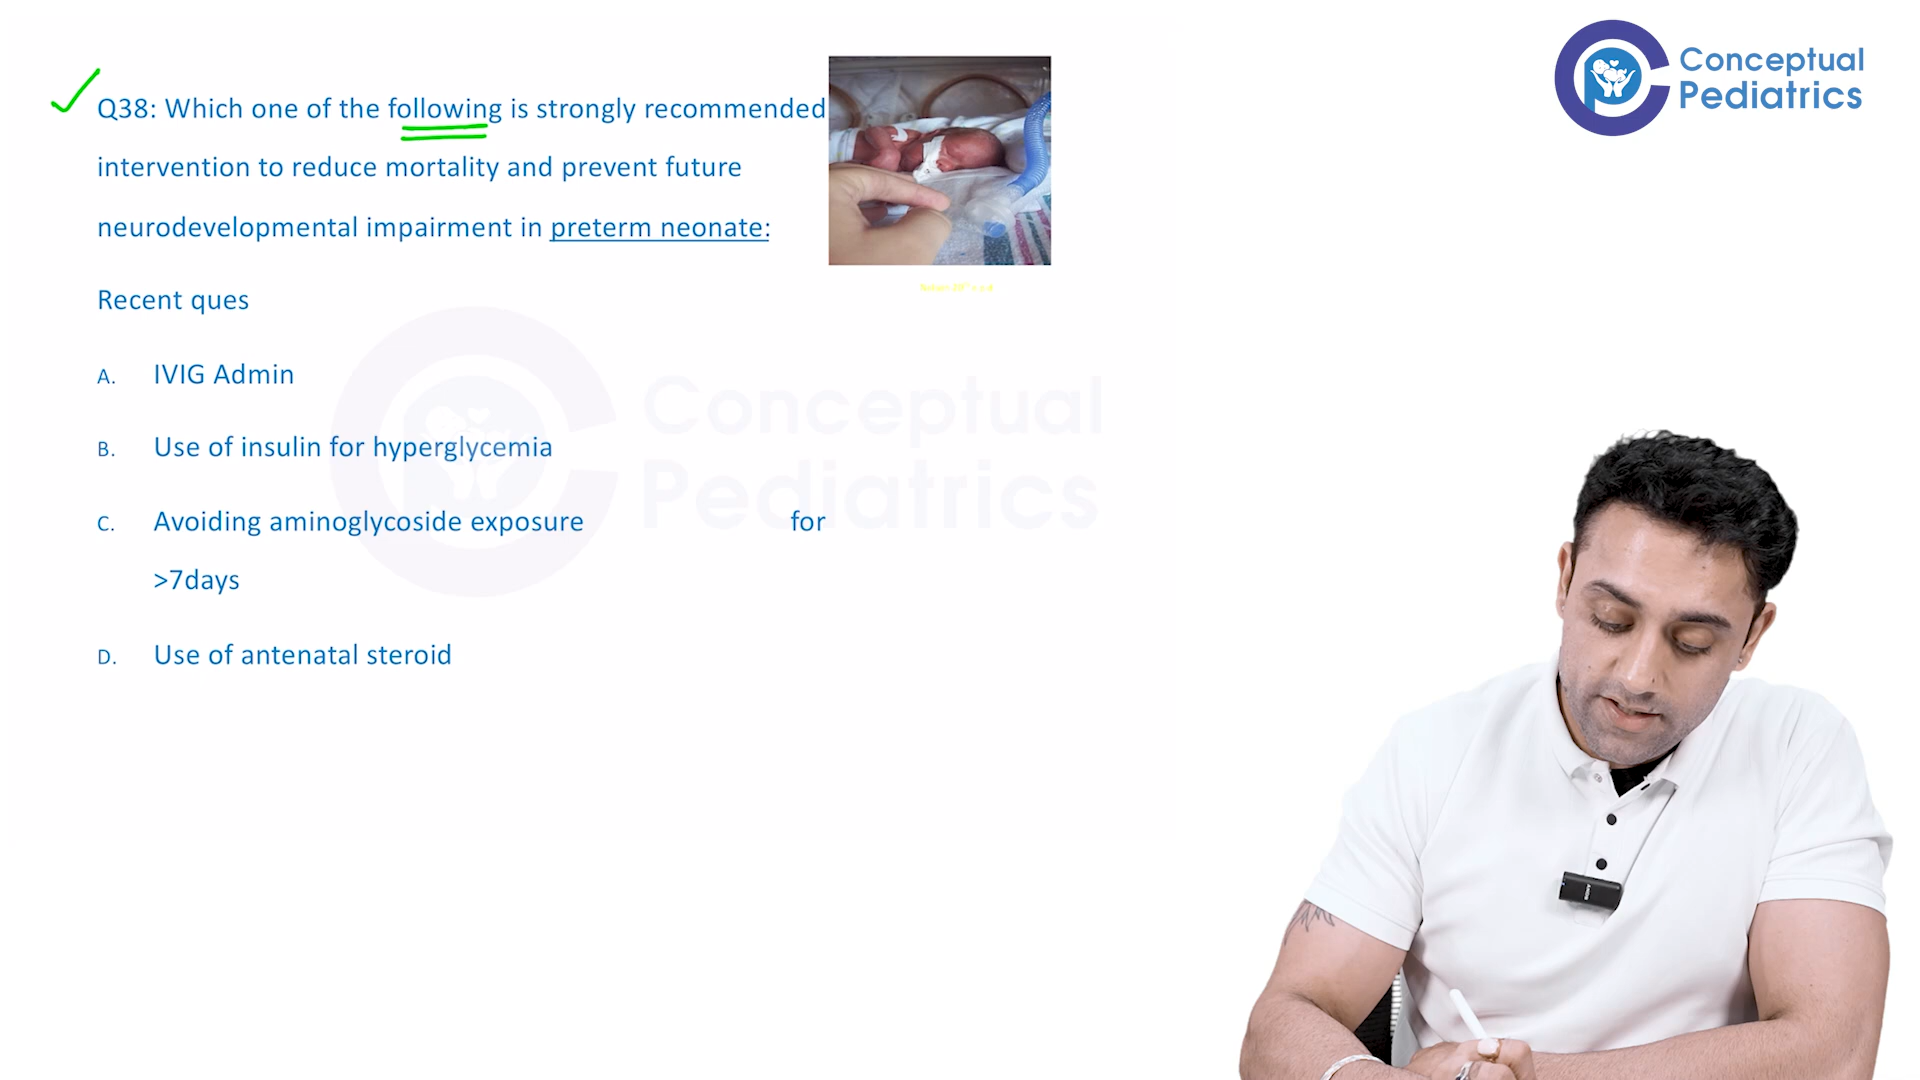 Conceptual
Pediatrics
Q38: Which one of the following is strongly recommended
intervention to reduce mortality and prevent future
neurodevelopmental impairment in preterm neonate:
Recent ques
A. IVIG Admin
B. Use of insulin for hyperglycemia
C. Avoiding aminoglycoside exposure for
>7days
D. Use of antenatal steroid
Conceptual
Pediatrics